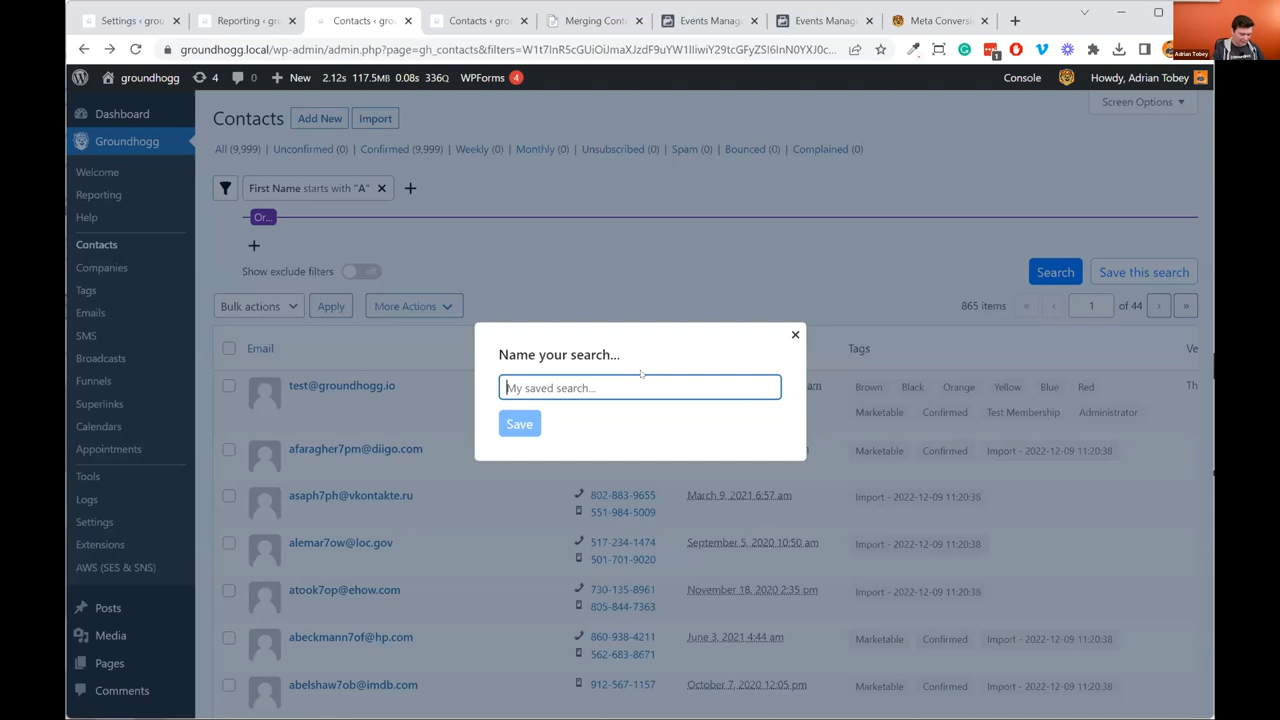 Settings ‹ grou
Reporting ‹ gr
Contacts ‹ grou
Contacts ‹ gro
Merging Cont
Events Manag
Events Manag
Meta Conversi
groundhogg.local/wp-admin/admin.php?page=gh_contacts&filters=W1t7InR5cGUiOiJmaXJzdF9uYW1lIiwiY29tcGFyZSI6InN0YXJ0c...
1
Adrian Tobey
groundhogg
4
0
New
2.12s 117.5MB 0.08s 336Q
WPForms 4
Console
Howdy, Adrian Tobey
Dashboard
Groundhogg
Welcome
Reporting
Help
Contacts
Companies
Tags
Emails
SMS
Broadcasts
Funnels
Superlinks
Calendars
Appointments
Tools
Logs
Settings
Extensions
AWS (SES & SNS)
Posts
Media
Pages
Comments
Contacts
Add New
Import
Screen Options
All (9,999) | Unconfirmed (0) | Confirmed (9,999) | Weekly (0) | Monthly (0) | Unsubscribed (0) | Spam (0) | Bounced (0) | Complained (0)
First Name starts with "A"
Or...
Show exclude filters off
Search
Save this search
Bulk actions
Apply
More Actions
865 items « ‹ 1 of 44 › »
Email
Tags
Ve
Name your search...
My saved search...
Save
test@groundhogg.io
am
Brown Black Orange Yellow Blue Red
Th
Marketable Confirmed Test Membership Administrator
afaragher7pm@diigo.com
Marketable Confirmed Import - 2022-12-09 11:20:38
asaph7ph@vkontakte.ru
802-883-9655
551-984-5009
March 9, 2021 6:57 am
Import - 2022-12-09 11:20:38
alemar7ow@loc.gov
517-234-1474
501-701-9020
September 5, 2020 10:50 am
Import - 2022-12-09 11:20:38
atook7op@ehow.com
730-135-8961
805-844-7363
November 18, 2020 2:35 pm
Import - 2022-12-09 11:20:38
abeckmann7of@hp.com
860-938-4211
562-683-8671
June 3, 2021 4:44 am
Marketable Confirmed Import - 2022-12-09 11:20:38
abelshaw7ob@imdb.com
912-567-1157
October 7, 2020 12:05 pm
Marketable Confirmed Import - 2022-12-09 11:20:38